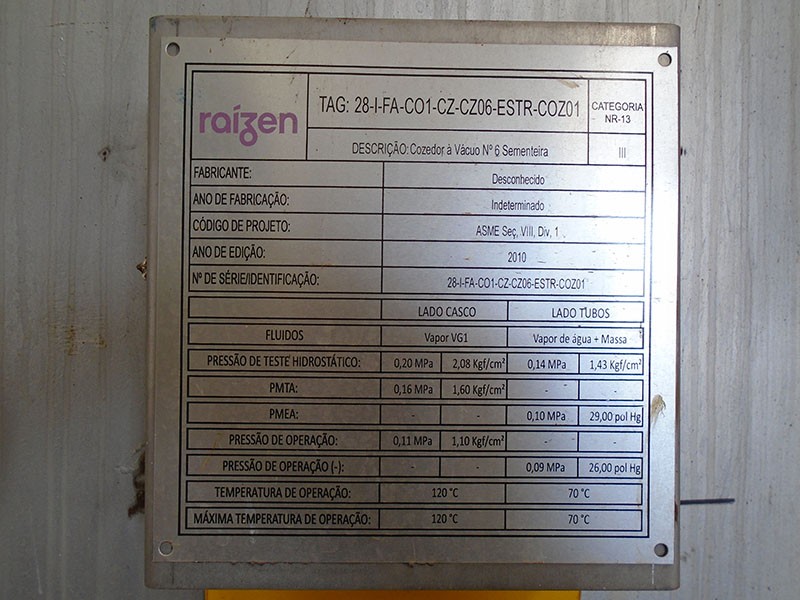 raízen
TAG: 28-I-FA-CO1-CZ-CZ06-ESTR-COZ01
CATEGORIA
NR-13
DESCRIÇÃO: Cozedor à Vácuo Nº 6 Sementeira
III
FABRICANTE: Desconhecido
ANO DE FABRICAÇÃO: Indeterminado
CÓDIGO DE PROJETO: ASME Seç. VIII, Div. 1
ANO DE EDIÇÃO: 2010
Nº DE SÉRIE/IDENTIFICAÇÃO: 28-I-FA-CO1-CZ-CZ06-ESTR-COZ01
LADO CASCO LADO TUBOS
FLUIDOS Vapor VG1 Vapor de água + Massa
PRESSÃO DE TESTE HIDROSTÁTICO: 0,20 MPa 2,08 Kgf/cm² 0,14 MPa 1,43 Kgf/cm²
PMTA: 0,16 MPa 1,60 Kgf/cm² - -
PMEA: - - 0,10 MPa 29,00 pol Hg
PRESSÃO DE OPERAÇÃO: 0,11 MPa 1,10 Kgf/cm² - -
PRESSÃO DE OPERAÇÃO (-): - - 0,09 MPa 26,00 pol Hg
TEMPERATURA DE OPERAÇÃO: 120 °C 70 °C
MÁXIMA TEMPERATURA DE OPERAÇÃO: 120 °C 70 °C